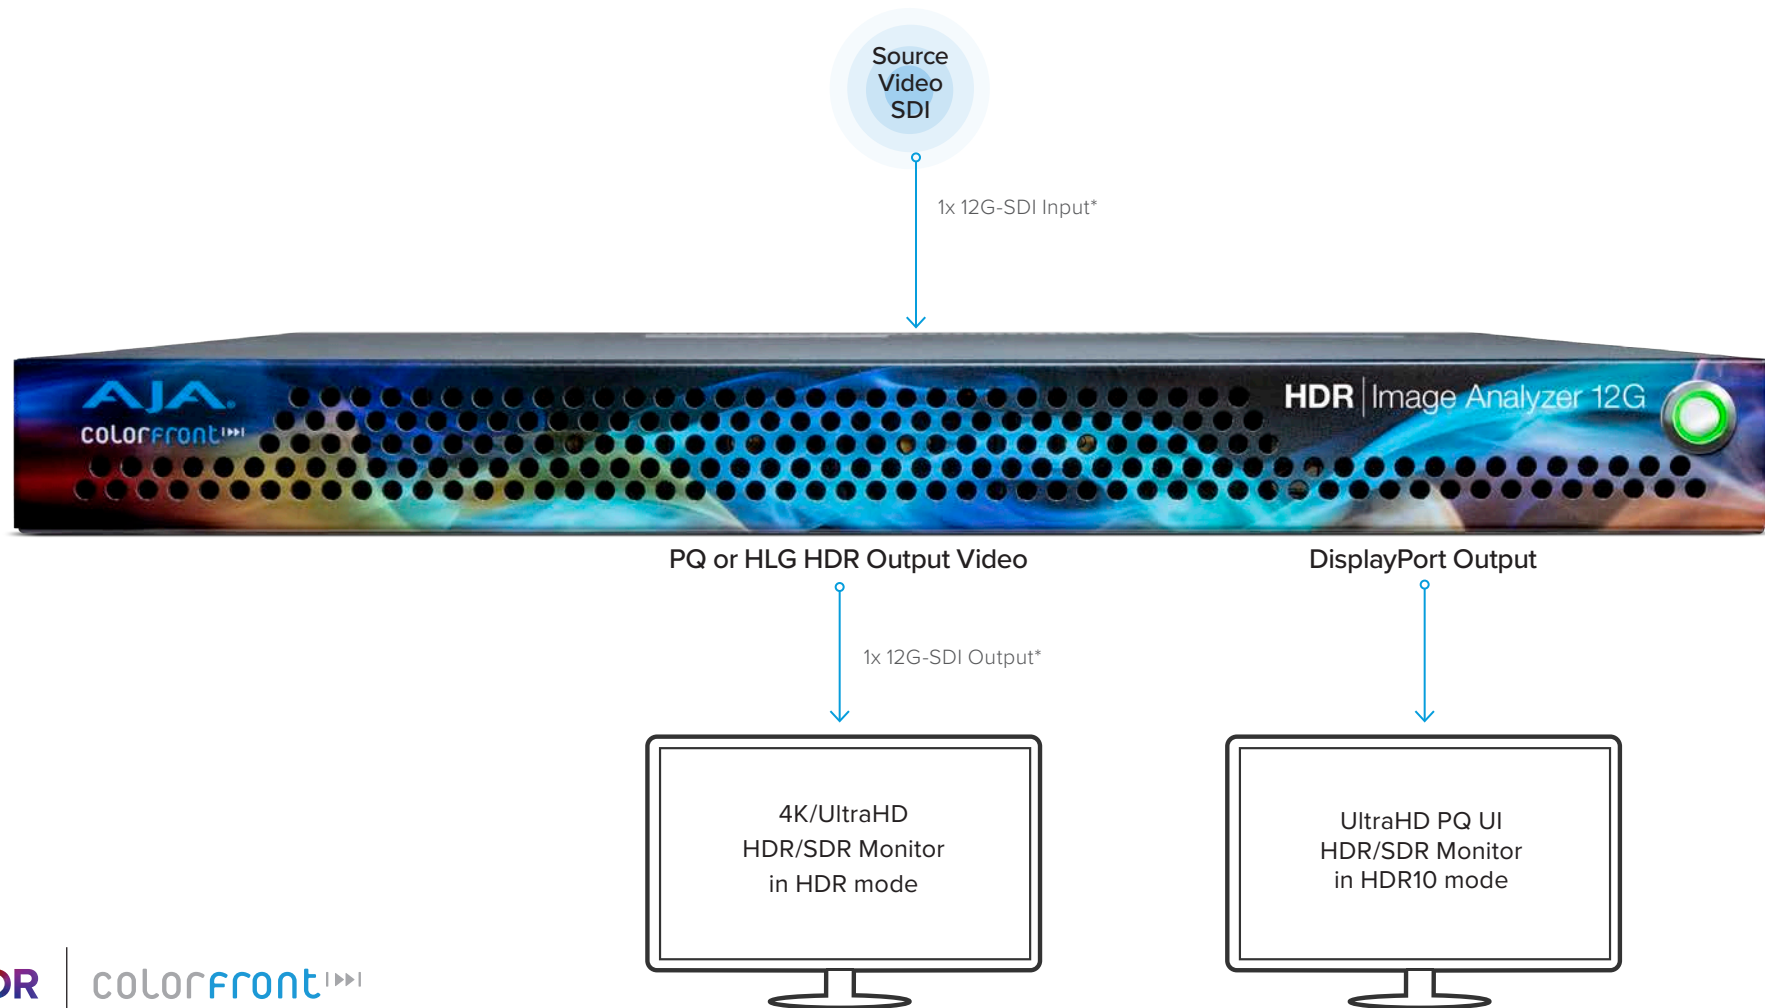 Source
Video
SDI
1x 12G-SDI Input*
AJA.
colorfront
HDR | Image Analyzer 12G
PQ or HLG HDR Output Video
DisplayPort Output
1x 12G-SDI Output*
4K/UltraHD
HDR/SDR Monitor
in HDR mode
UltraHD PQ UI
HDR/SDR Monitor
in HDR10 mode
colorfront